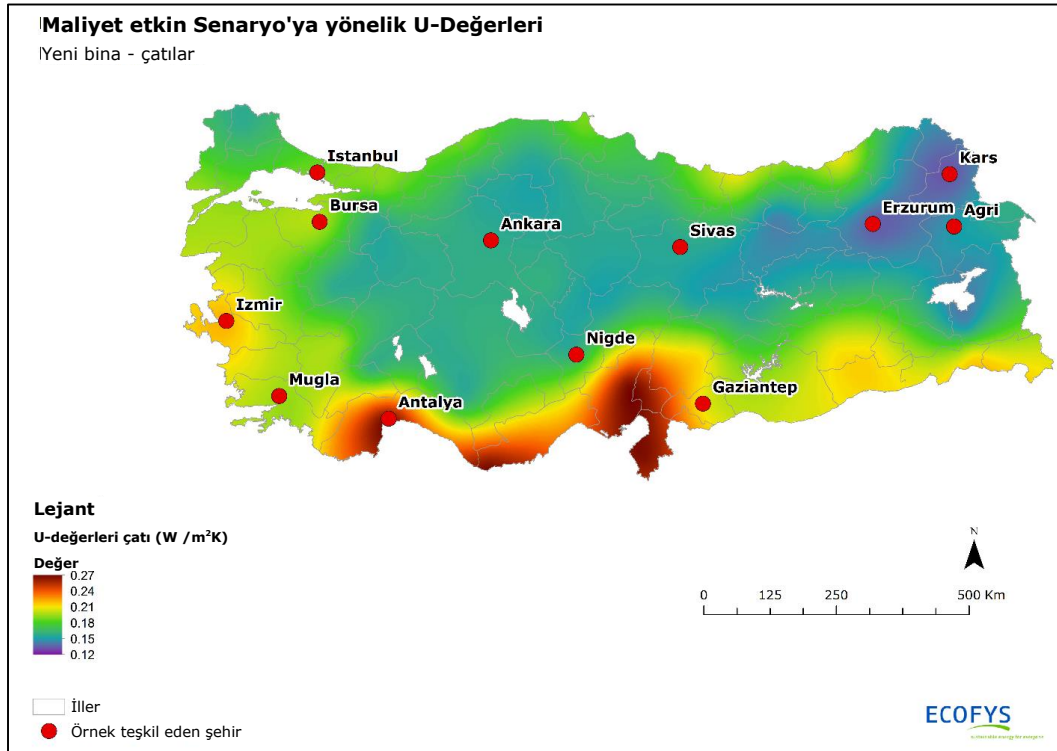 Maliyet etkin Senaryo'ya yönelik U-Değerleri
Yeni bina - çatılar
Istanbul
Kars
Bursa
Erzurum
Agri
Ankara
Sivas
Izmir
Nigde
Mugla
Gaziantep
Antalya
Lejant
U-değerleri çatı (W /m²K)
Değer
0.27
0.24
0.21
0.18
0.15
0.12
N
0 125 250 500 Km
İller
Örnek teşkil eden şehir
ECOFYS